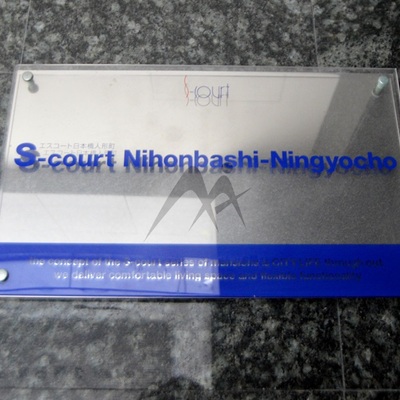 S-court
エスコート日本橋人形町
S-court Nihonbashi-Ningyocho
the concept of the S-court series of
we deliver comfortable living space and